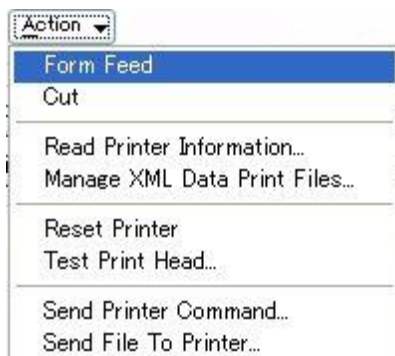 Action
Form Feed
Cut
Read Printer Information...
Manage XML Data Print Files...
Reset Printer
Test Print Head...
Send Printer Command...
Send File To Printer...